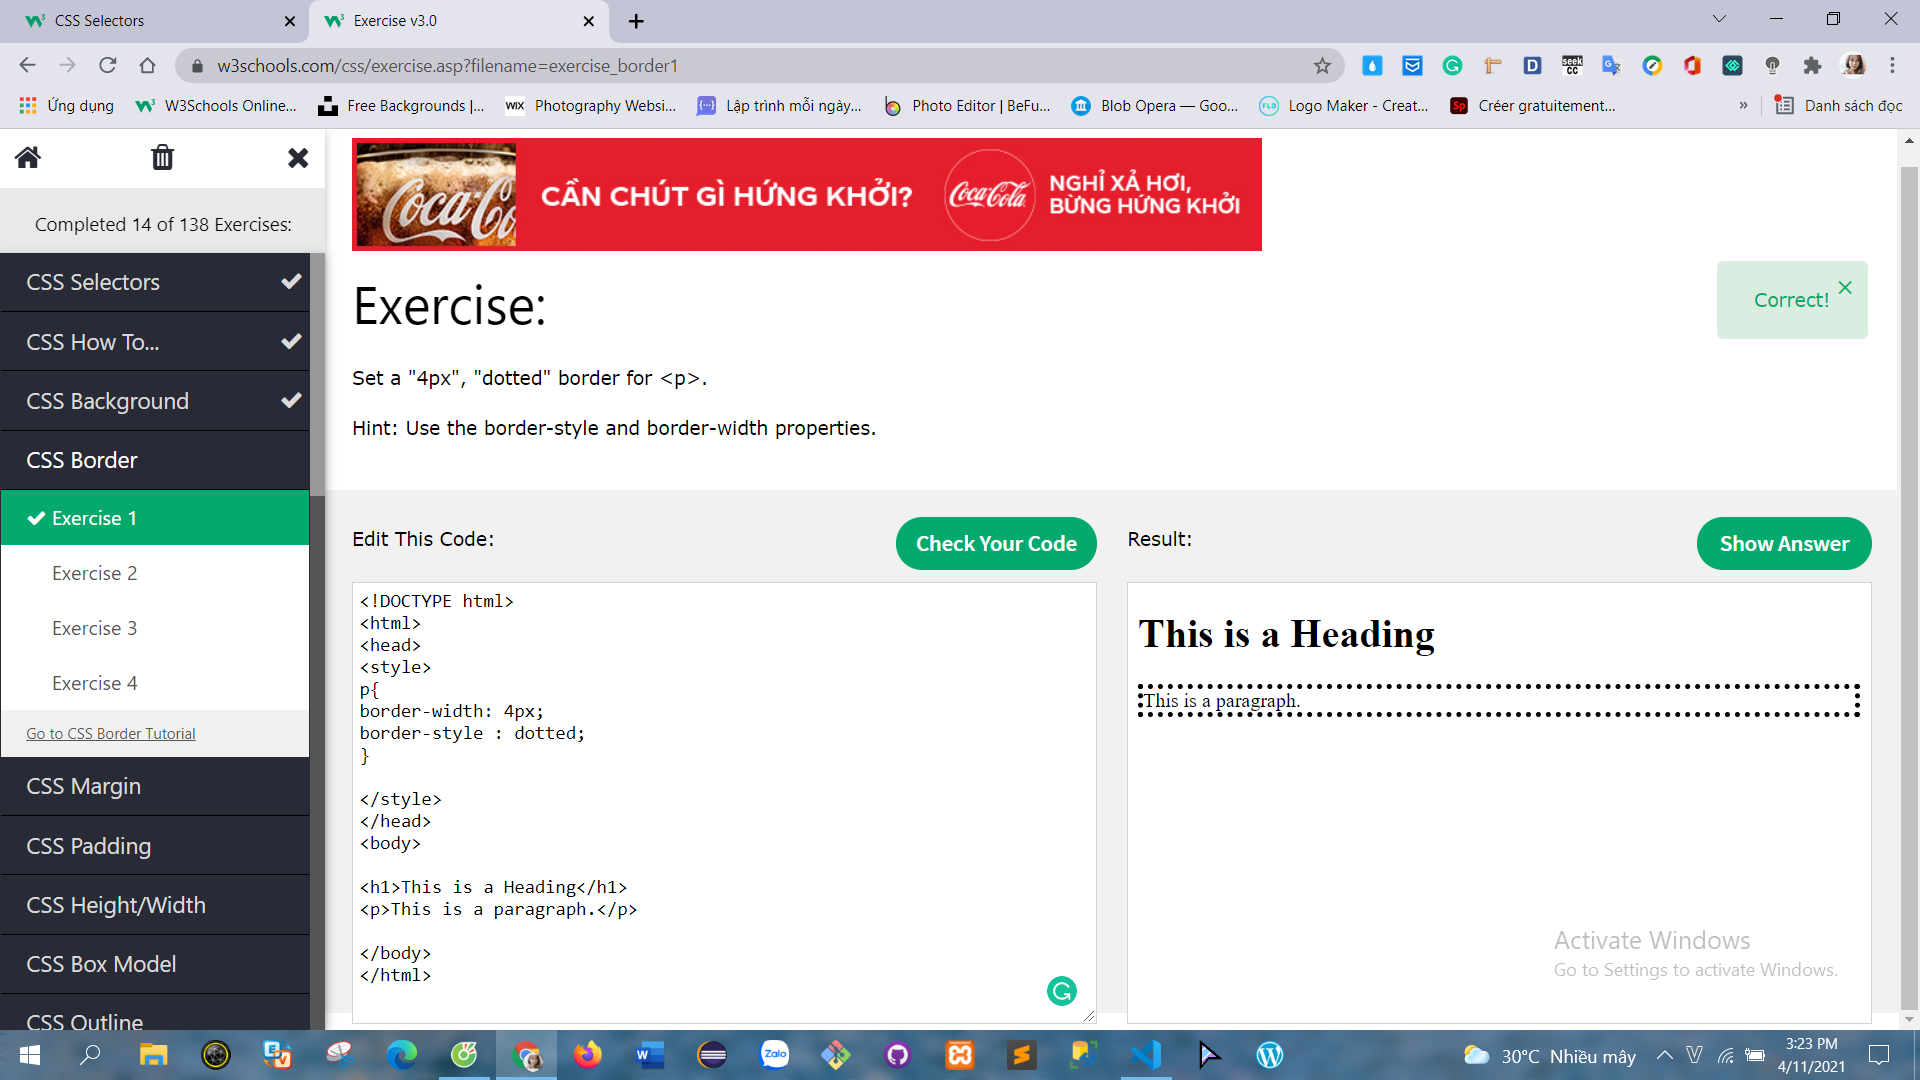 CSS Selectors
Exercise v3.0
w3schools.com/css/exercise.asp?filename=exercise_border1
Ứng dụng
W3Schools Online...
Free Backgrounds |...
WIX
Photography Websi...
Lập trình mỗi ngày...
Photo Editor | BeFu...
Blob Opera — Goo...
FLD
Logo Maker - Creat...
Sp
Créer gratuitement...
»
Danh sách đọc
Completed 14 of 138 Exercises:
CSS Selectors
CSS How To...
CSS Background
CSS Border
Exercise 1
Exercise 2
Exercise 3
Exercise 4
Go to CSS Border Tutorial
CSS Margin
CSS Padding
CSS Height/Width
CSS Box Model
CSS Outline
Coca Co
CẦN CHÚT GÌ HỨNG KHỞI?
Coca-Cola
NGHỈ XẢ HƠI,
BỪNG HỨNG KHỞI
Exercise:
Correct!
Set a "4px", "dotted" border for <p>.
Hint: Use the border-style and border-width properties.
Edit This Code:
Check Your Code
<!DOCTYPE html>
<html>
<head>
<style>
p{
border-width: 4px;
border-style : dotted;
}
</style>
</head>
<body>
<h1>This is a Heading</h1>
<p>This is a paragraph.</p>
</body>
</html>
Result:
Show Answer
This is a Heading
This is a paragraph.
Activate Windows
Go to Settings to activate Windows.
Zalo
30°C Nhiều mây
3:23 PM
4/11/2021